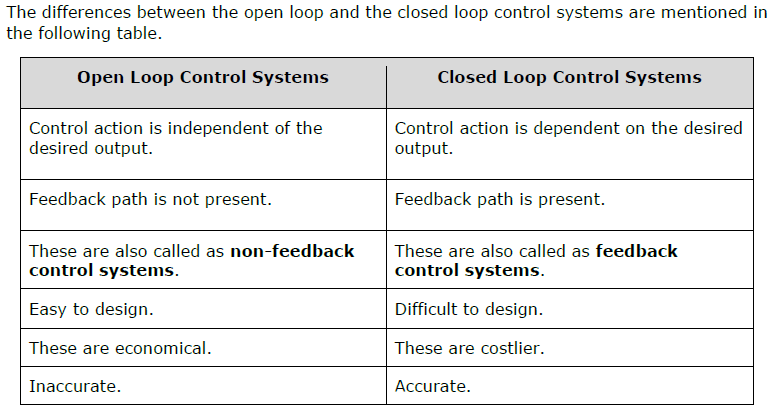 The differences between the open loop and the closed loop control systems are mentioned in
the following table.
Open Loop Control Systems
Closed Loop Control Systems
Control action is independent of the
desired output.
Control action is dependent on the desired
output.
Feedback path is not present.
Feedback path is present.
These are also called as non-feedback
control systems.
These are also called as feedback
control systems.
Easy to design.
Difficult to design.
These are economical.
These are costlier.
Inaccurate.
Accurate.